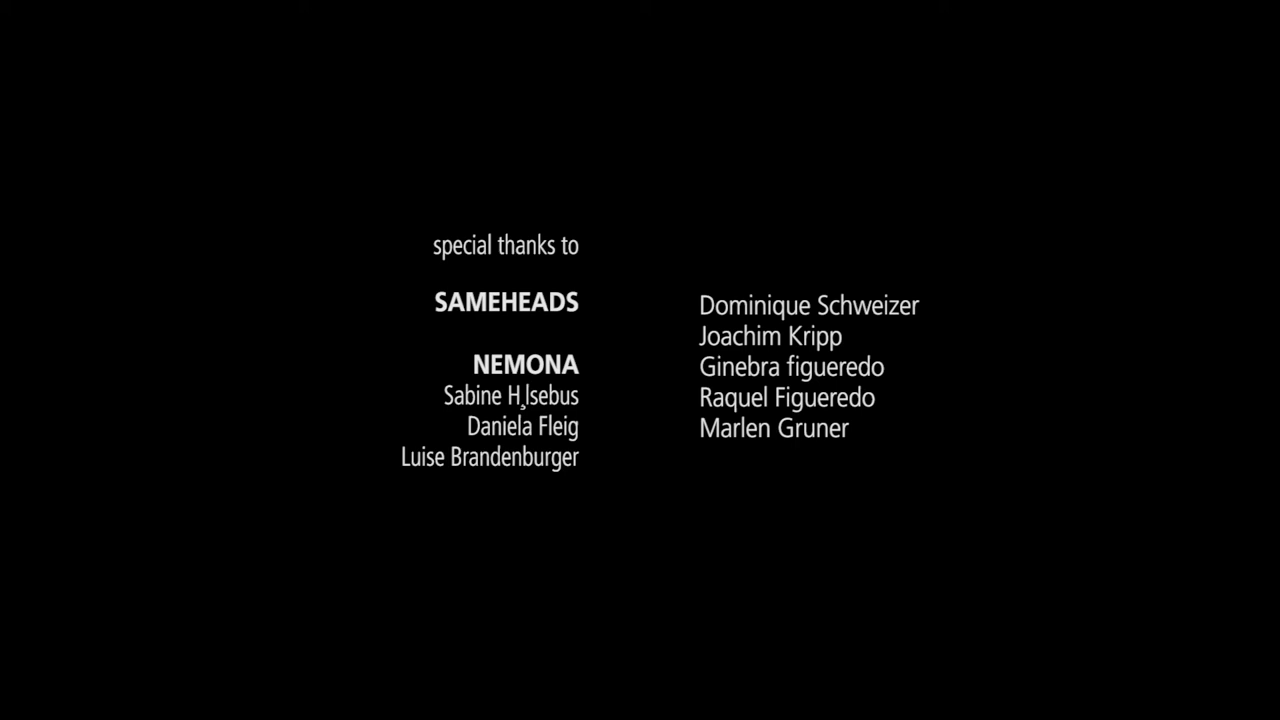 special thanks to
SAMEHEADS
NEMONA
Sabine H¸lsebus
Daniela Fleig
Luise Brandenburger
Dominique Schweizer
Joachim Kripp
Ginebra figueredo
Raquel Figueredo
Marlen Gruner